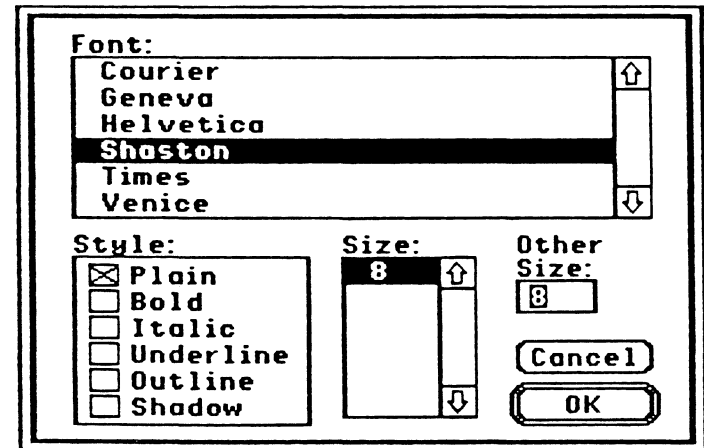 Font:
Courier
Geneva
Helvetica
Shaston
Times
Venice
Style:
Plain
Bold
Italic
Underline
Outline
Shadow
Size:
8
Other
Size:
8
Cancel
OK